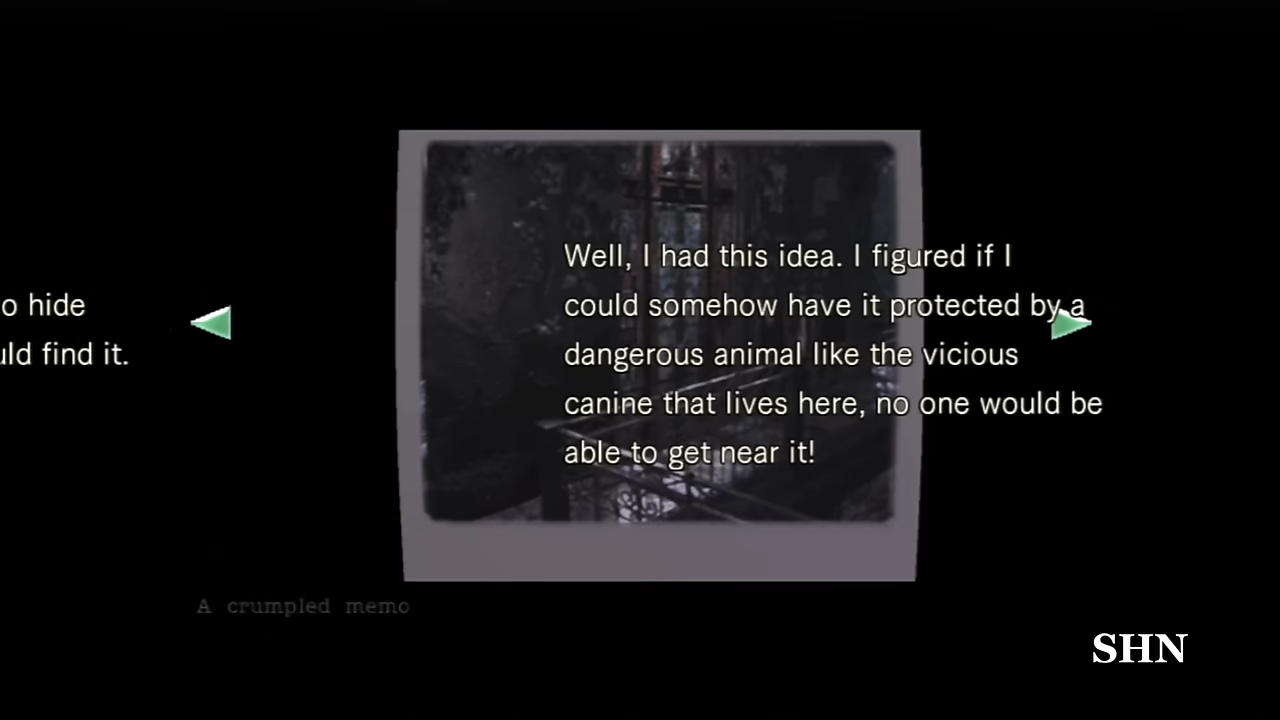 o hide
uld find it.
Well, I had this idea. I figured if I
could somehow have it protected by a
dangerous animal like the vicious
canine that lives here, no one would be
able to get near it!
A crumpled memo
SHN